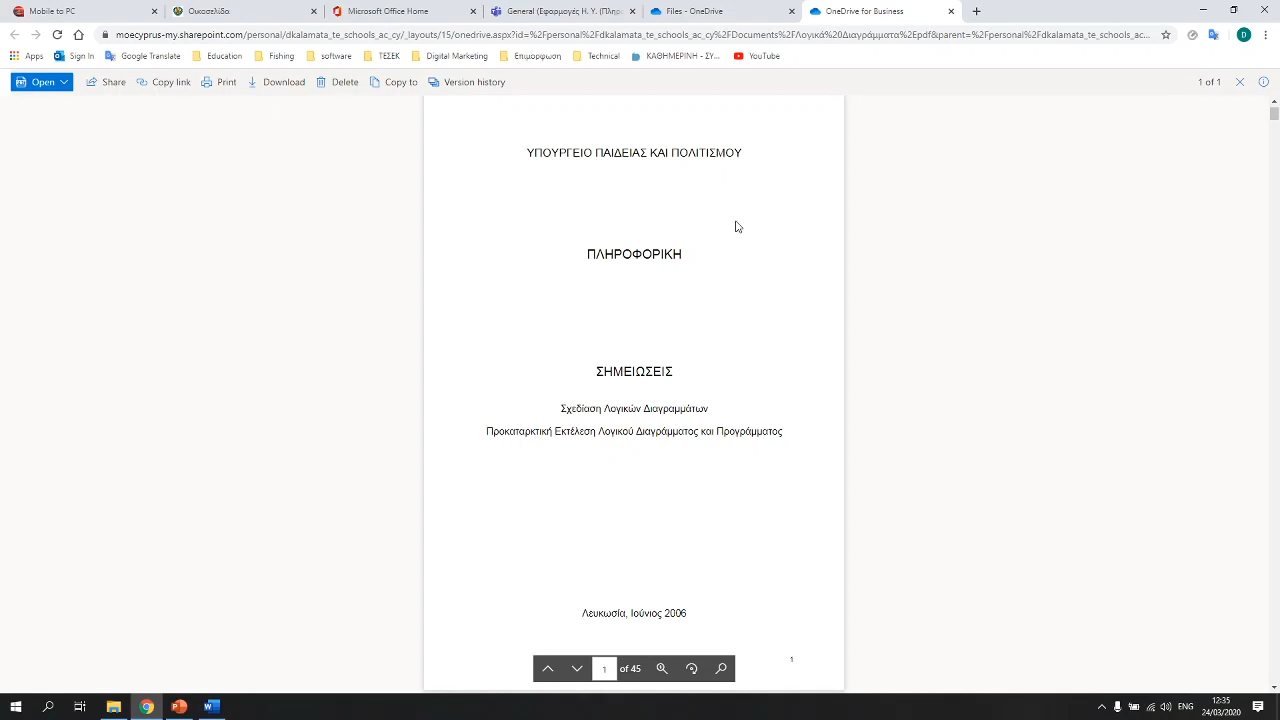 Mobile to PC
Οικοσελίδα
Microsoft Office Home
General (Εφαρμογές Η. Υ. (Πληρ
Files - OneDrive
OneDrive for Business
moecyprus-my.sharepoint.com/personal/dkalamata_te_schools_ac_cy/_layouts/15/onedrive.aspx?id=%2Fpersonal%2Fdkalamata_te_schools_ac_cy%2FDocuments%2FΛογικά%20Διαγράμματα%2Epdf&parent=%2Fpersonal%2Fdkalamata_te_schools_ac_cy%2FDocuments%2F...
D
Apps
Sign In
Google Translate
Education
Fishing
software
ΤΕΣΕΚ
Digital Marketing
Επιμορφωση
Technical
ΚΑΘΗΜΕΡΙΝΗ - ΣΥ...
YouTube
Open
Share
Copy link
Print
Download
Delete
Copy to
Version history
1 of 1
ΥΠΟΥΡΓΕΙΟ ΠΑΙΔΕΙΑΣ ΚΑΙ ΠΟΛΙΤΙΣΜΟΥ
ΠΛΗΡΟΦΟΡΙΚΗ
ΣΗΜΕΙΩΣΕΙΣ
Σχεδίαση Λογικών Διαγραμμάτων
Προκαταρκτική Εκτέλεση Λογικού Διαγράμματος και Προγράμματος
Λευκωσία, Ιούνιος 2006
1
1 of 45
ENG
12:35
24/03/2020